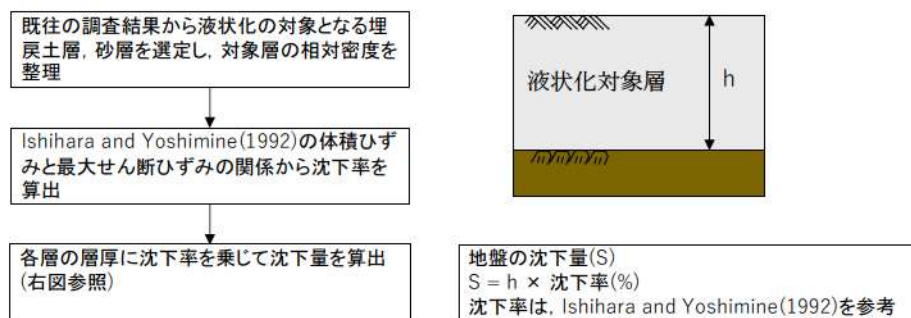 既往の調査結果から液状化の対象となる埋
戻土層，砂層を選定し，対象層の相対密度を
整理
Ishihara and Yoshimine(1992)の体積ひず
みと最大せん断ひずみの関係から沈下率を
算出
各層の層厚に沈下率を乗じて沈下量を算出
(右図参照)
液状化対象層
h
地盤の沈下量(S)
S = h × 沈下率(%)
沈下率は，Ishihara and Yoshimine(1992)を参考